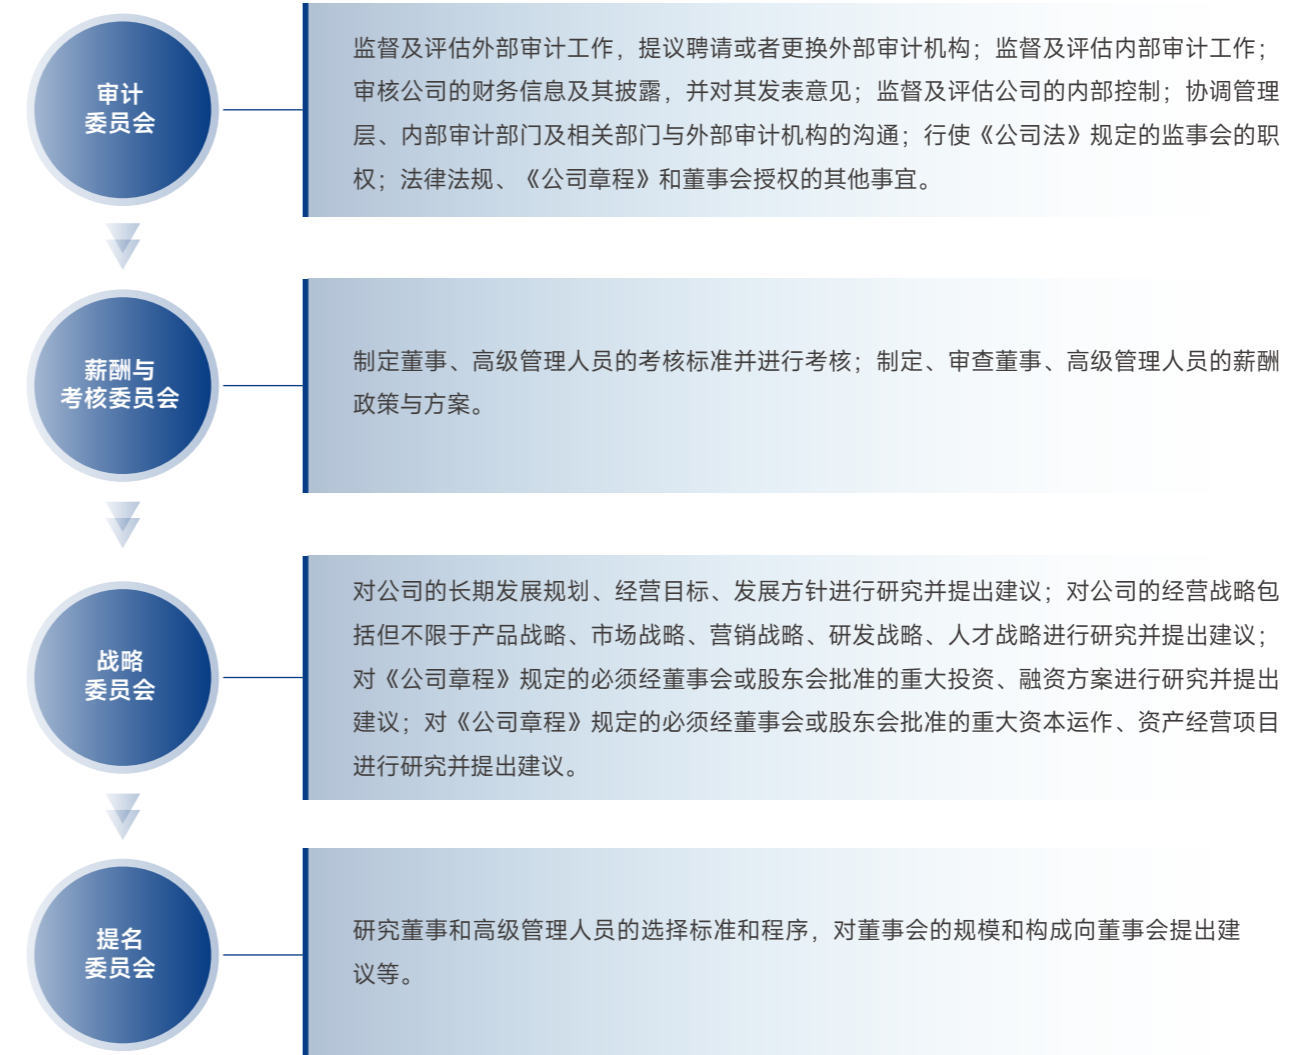 审计
委员会
监督及评估外部审计工作，提议聘请或者更换外部审计机构；监督及评估内部审计工作；
审核公司的财务信息及其披露，并对其发表意见；监督及评估公司的内部控制；协调管理
层、内部审计部门及相关部门与外部审计机构的沟通；行使《公司法》规定的监事会的职
权；法律法规、《公司章程》和董事会授权的其他事宜。
薪酬与
考核委员会
制定董事、高级管理人员的考核标准并进行考核；制定、审查董事、高级管理人员的薪酬
政策与方案。
战略
委员会
对公司的长期发展规划、经营目标、发展方针进行研究并提出建议；对公司的经营战略包
括但不限于产品战略、市场战略、营销战略、研发战略、人才战略进行研究并提出建议；
对《公司章程》规定的必须经董事会或股东会批准的重大投资、融资方案进行研究并提出
建议；对《公司章程》规定的必须经董事会或股东会批准的重大资本运作、资产经营项目
进行研究并提出建议。
提名
委员会
研究董事和高级管理人员的选择标准和程序，对董事会的规模和构成向董事会提出建
议等。